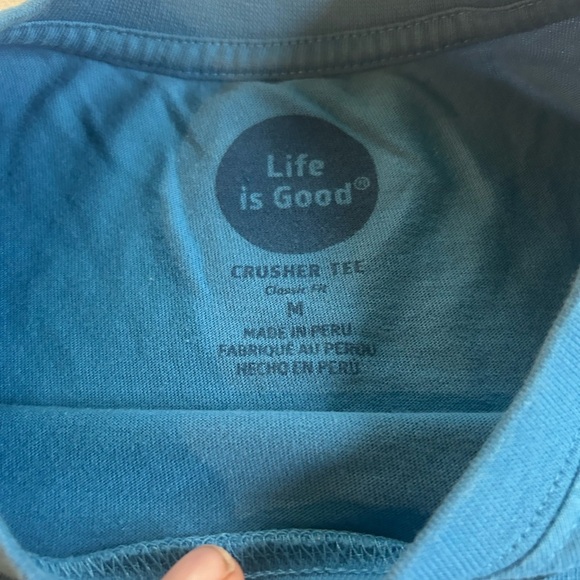 Life
is Good®
CRUSHER TEE
Classic Fit
M
MADE IN PERU
FABRIQUÉ AU PEROU
HECHO EN PERÚ